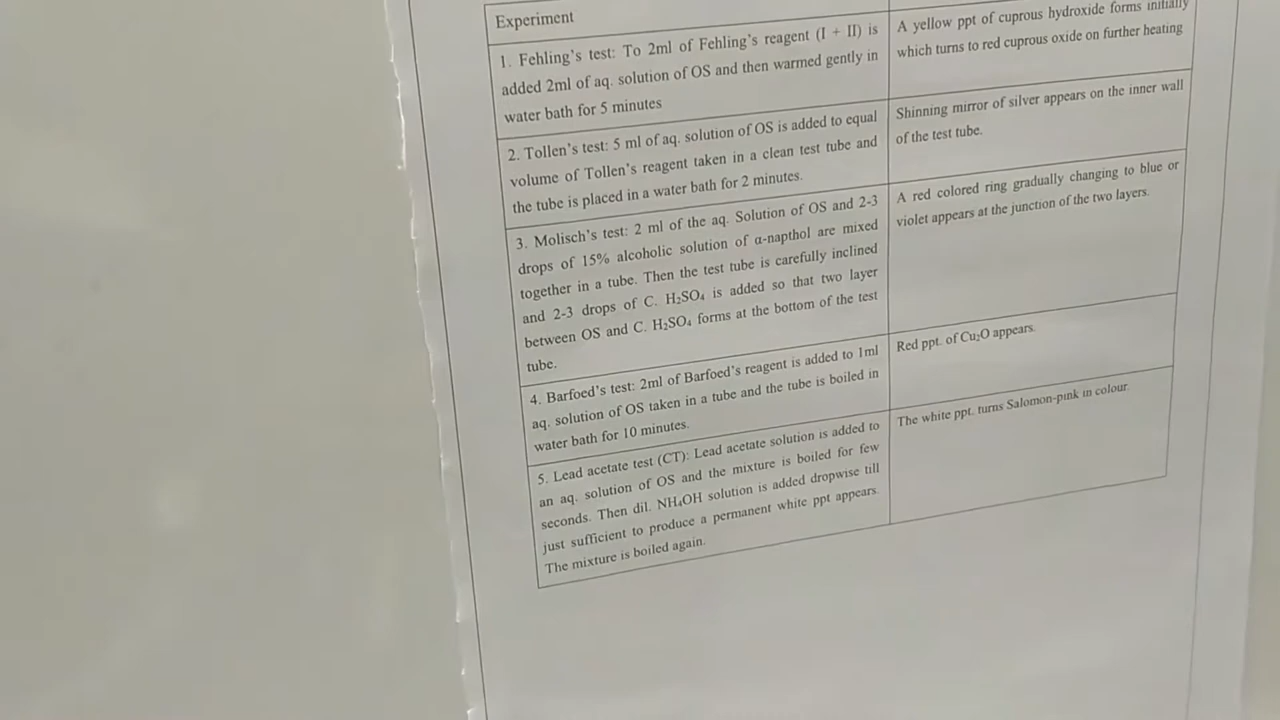 Experiment
1. Fehling's test: To 2ml of Fehling's reagent (I + II) is
added 2ml of aq. solution of OS and then warmed gently in
water bath for 5 minutes
A yellow ppt of cuprous hydroxide forms initially
which turns to red cuprous oxide on further heating
2. Tollen's test: 5 ml of aq. solution of OS is added to equal
volume of Tollen's reagent taken in a clean test tube and
the tube is placed in a water bath for 2 minutes.
Shinning mirror of silver appears on the inner wall
of the test tube.
3. Molisch's test: 2 ml of the aq. Solution of OS and 2-3
drops of 15% alcoholic solution of α-napthol are mixed
together in a tube. Then the test tube is carefully inclined
and 2-3 drops of C. H₂SO₄ is added so that two layer
between OS and C. H₂SO₄ forms at the bottom of the test
tube.
A red colored ring gradually changing to blue or
violet appears at the junction of the two layers.
4. Barfoed's test: 2ml of Barfoed's reagent is added to 1ml
aq. solution of OS taken in a tube and the tube is boiled in
water bath for 10 minutes.
Red ppt. of Cu₂O appears.
5. Lead acetate test (CT): Lead acetate solution is added to
an aq. solution of OS and the mixture is boiled for few
seconds. Then dil. NH₄OH solution is added dropwise till
just sufficient to produce a permanent white ppt appears.
The mixture is boiled again.
The white ppt. turns Salomon-pink in colour.